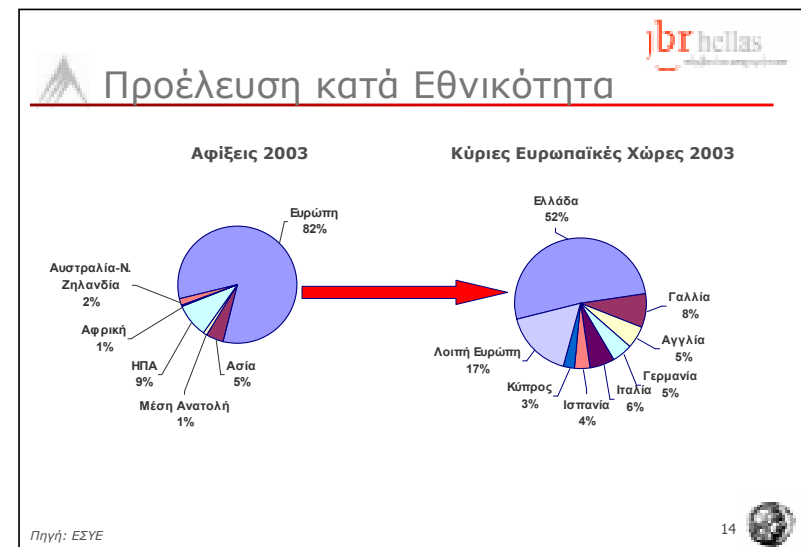 jbr hellas
Προέλευση κατά Εθνικότητα
Αφίξεις 2003
Ευρώπη
82%
Αυστραλία-Ν.
Ζηλανδία
2%
Αφρική
1%
ΗΠΑ
9%
Μέση Ανατολή
1%
Ασία
5%
Κύριες Ευρωπαϊκές Χώρες 2003
Ελλάδα
52%
Γαλλία
8%
Αγγλία
5%
Γερμανία
5%
Ιταλία
6%
Ισπανία
4%
Κύπρος
3%
Λοιπή Ευρώπη
17%
Πηγή: ΕΣΥΕ
14